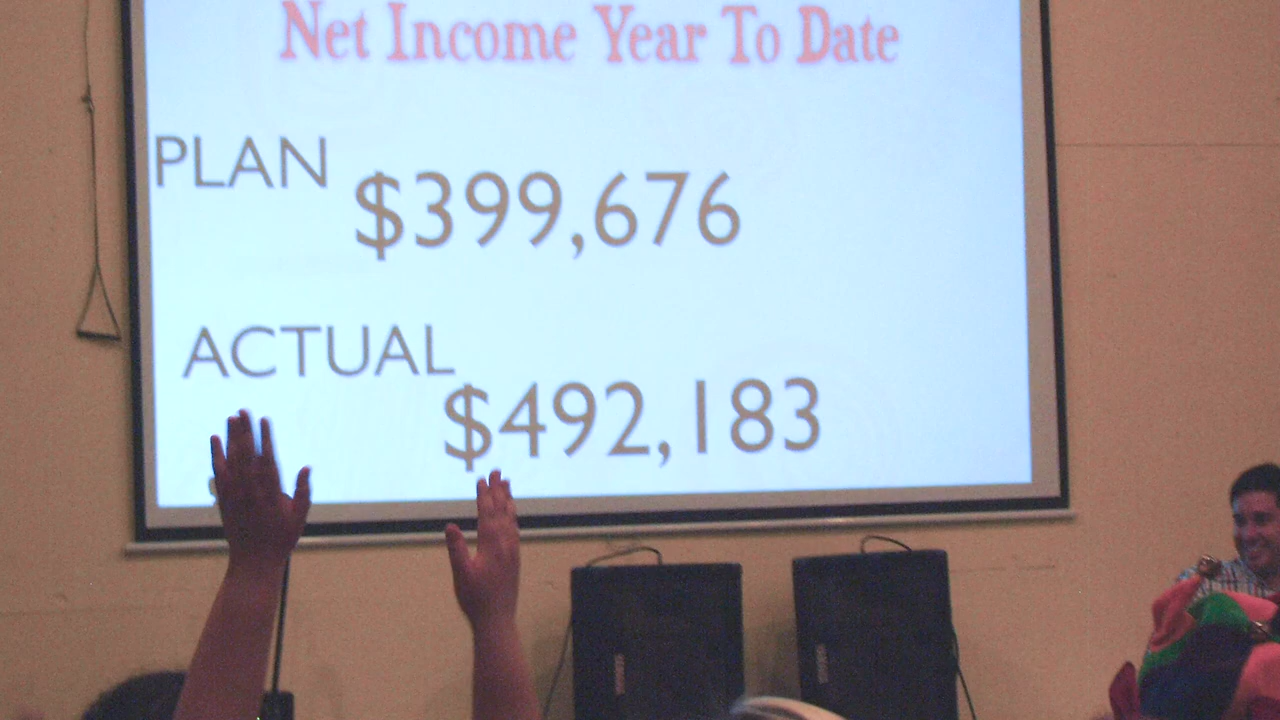 Net Income Year To Date
PLAN
$399,676
ACTUAL
$492,183